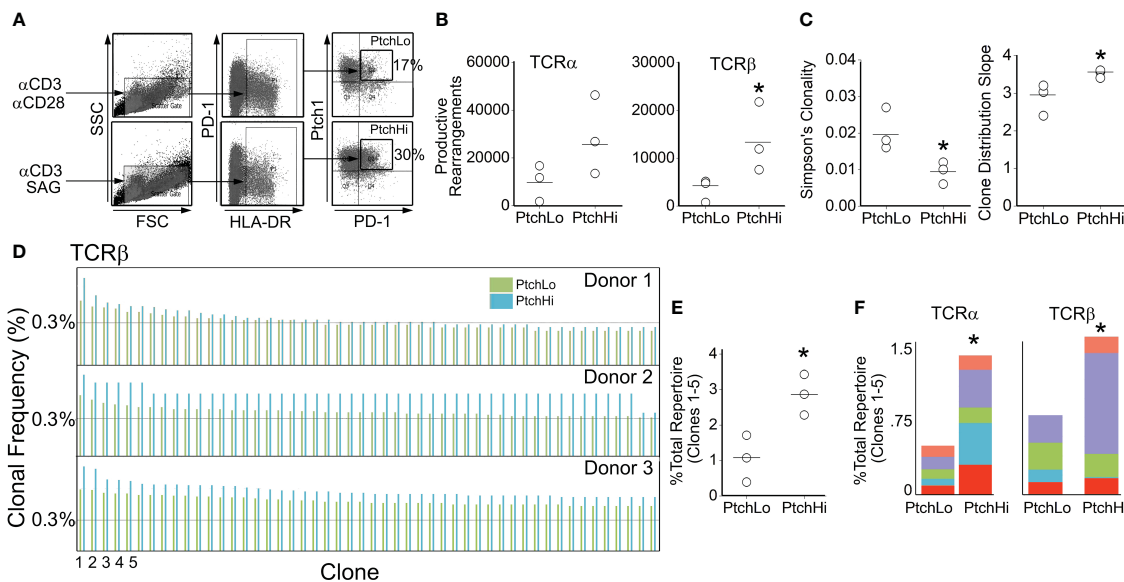 A
αCD3
αCD28
αCD3
SAG
SSC
FSC
PD-1
HLA-DR
Ptch1
PD-1
PtchLo
17%
PtchHi
30%
Scatter Gate
Scatter Gate
B
TCRα
Productive
Rearrangements
60000
40000
20000
0
PtchLo PtchHi
TCRβ
30000
20000
10000
0
*
PtchLo PtchHi
C
Simpson's Clonality
0.04
0.03
0.02
0.01
0.00
*
PtchLo PtchHi
Clone Distribution Slope
4
3
2
1
0
*
PtchLo PtchHi
D
TCRβ
Clonal Frequency (%)
0.3%
0.3%
0.3%
Donor 1
PtchLo
PtchHi
Donor 2
Donor 3
1 2 3 4 5
Clone
E
%Total Repertoire
(Clones 1-5)
4
3
2
1
0
*
PtchLo PtchHi
F
TCRα
TCRβ
%Total Repertoire
(Clones 1-5)
1.5
.75
0
*
*
PtchLo PtchHi
PtchLo PtchH